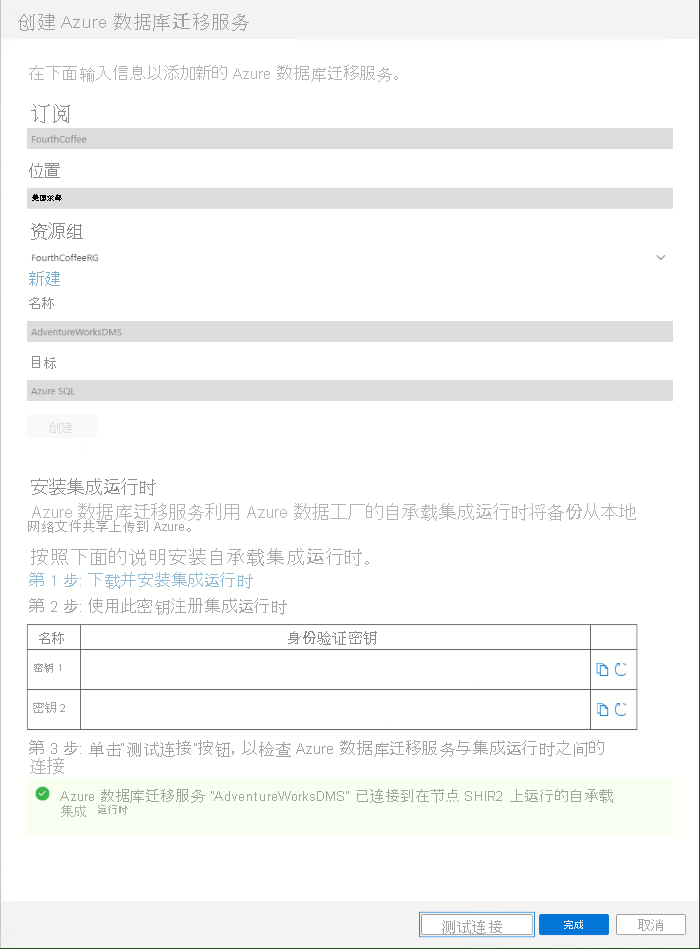 创建 Azure 数据库迁移服务
在下面输入信息以添加新的 Azure 数据库迁移服务。
订阅
FourthCoffee
位置
美国东部
资源组
FourthCoffeeRG
新建
名称
AdventureWorksDMS
目标
Azure SQL
创建
安装集成运行时
Azure 数据库迁移服务利用 Azure 数据工厂的自承载集成运行时将备份从本地
网络文件共享上传到 Azure。
按照下面的说明安装自承载集成运行时。
第 1 步: 下载并安装集成运行时
第 2 步: 使用此密钥注册集成运行时
名称 身份验证密钥
密钥 1
密钥 2
第 3 步: 单击"测试连接"按钮, 以检查 Azure 数据库迁移服务与集成运行时之间的
连接
Azure 数据库迁移服务 "AdventureWorksDMS" 已连接到在节点 SHIR2 上运行的自承载
集成 运行时
测试连接 完成 取消